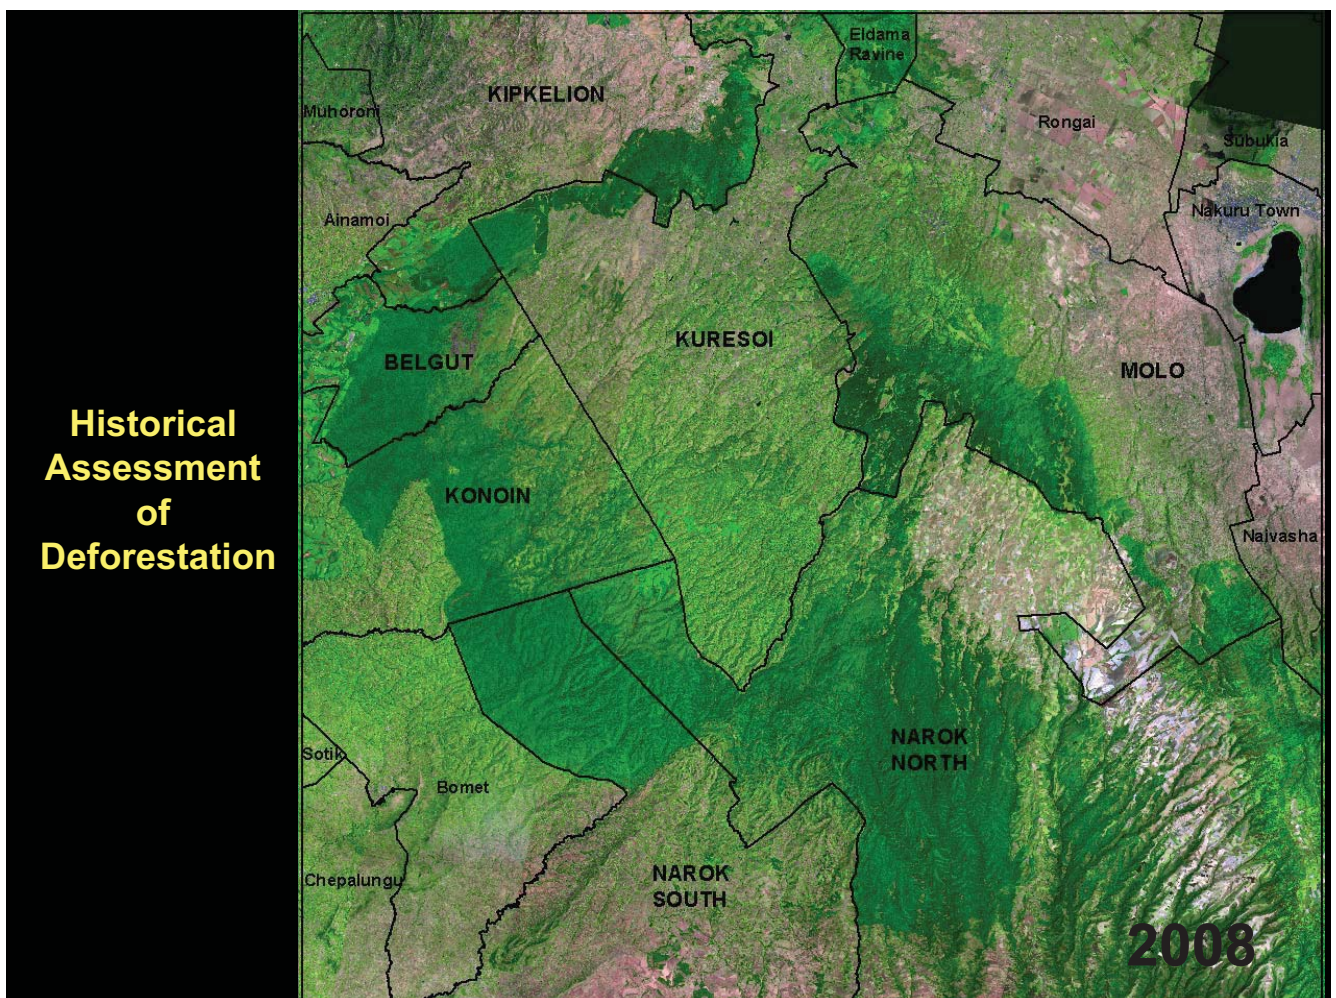 Historical
Assessment
of
Deforestation
Eldama
Ravine
KIPKELION
Muhoroni
Rongai
Subukia
Ainamoi
Nakuru Town
KURESOI
BELGUT
MOLO
KONOIN
Naivasha
NAROK
NORTH
Sotik
Bomet
Chepalungu
NAROK
SOUTH
2008